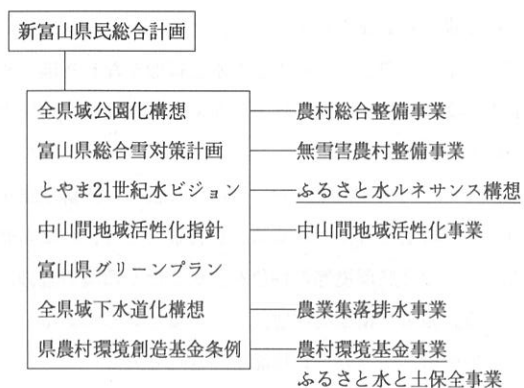 新富山県民総合計画
全県域公園化構想 農村総合整備事業
富山県総合雪対策計画 無雪害農村整備事業
とやま21世紀水ビジョン ふるさと水ルネサンス構想
中山間地域活性化指針 中山間地域活性化事業
富山県グリーンプラン
全県域下水道化構想 農業集落排水事業
県農村環境創造基金条例 農村環境基金事業
ふるさと水と土保全事業